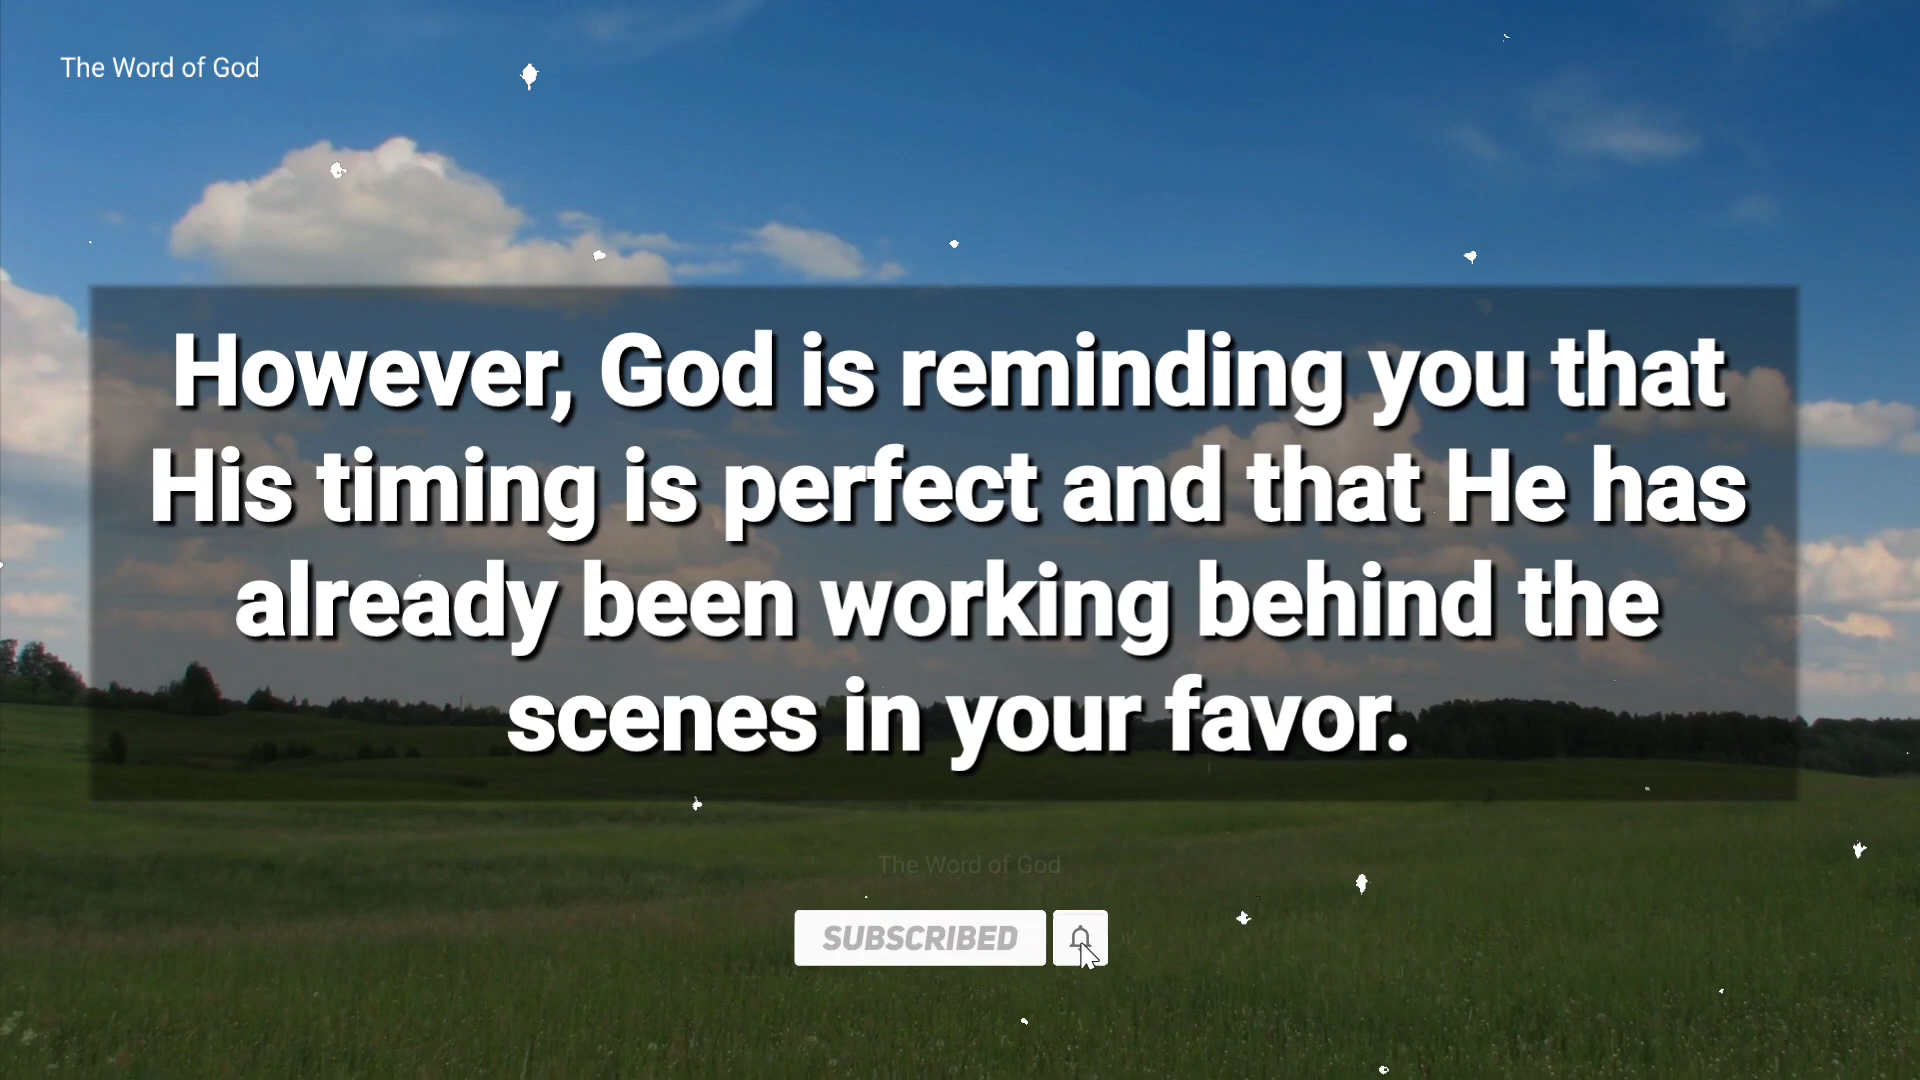 The Word of God
However, God is reminding you that
His timing is perfect and that He has
already been working behind the
scenes in your favor.
The Word of God
SUBSCRIBED